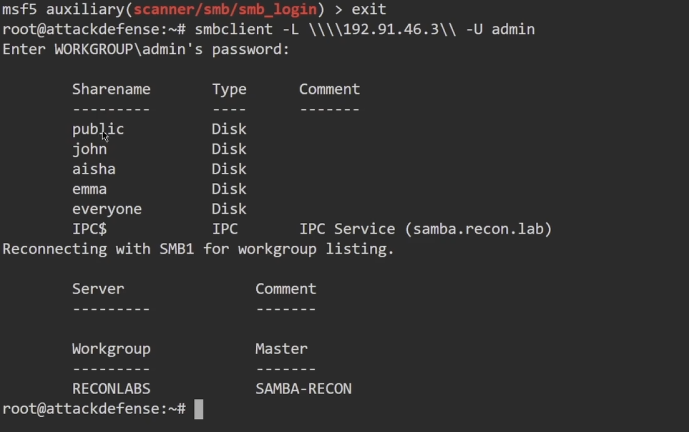 msf5 auxiliary(scanner/smb/smb_login) > exit
root@attackdefense:~# smbclient -L \\\\192.91.46.3\\ -U admin
Enter WORKGROUP\admin's password:
Sharename Type Comment
--------- ---- -------
public Disk
john Disk
aisha Disk
emma Disk
everyone Disk
IPC$ IPC IPC Service (samba.recon.lab)
Reconnecting with SMB1 for workgroup listing.
Server Comment
--------- -------
Workgroup Master
--------- -------
RECONLABS SAMBA-RECON
root@attackdefense:~#